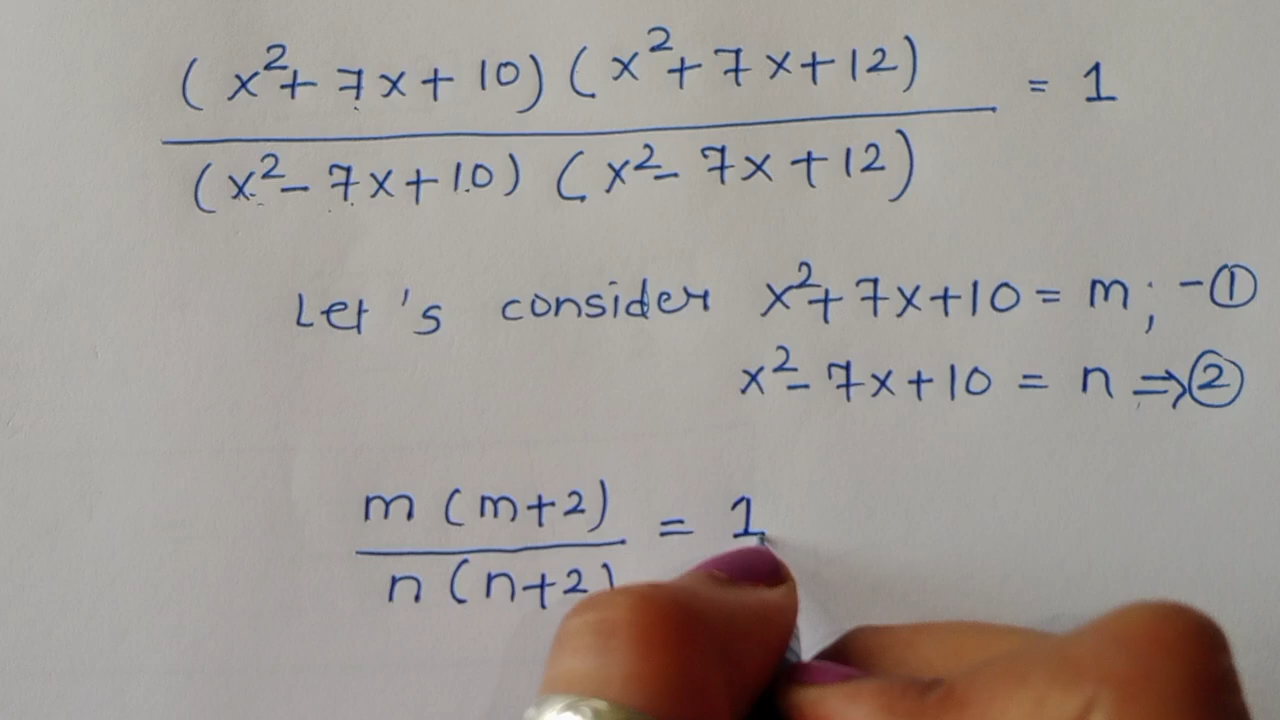 (x²+7x+10)(x²+7x+12) = 1
(x²-7x+10)(x²-7x+12)
Let's consider x²+7x+10 = m; -①
x²-7x+10 = n ⇒②
m(m+2) = 1
n(n+2)